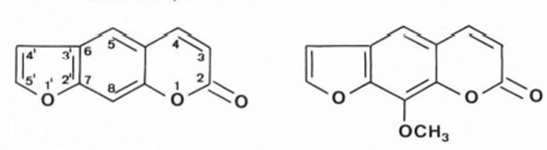 4' 3' 6 5 4 3
5' 2' 7 8 1 2
1' O O O
O O O
OCH₃